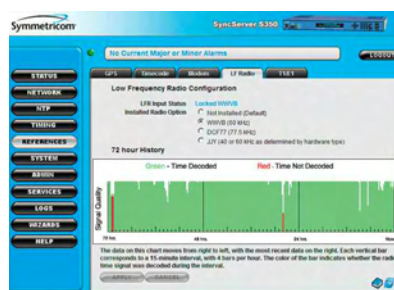 Symmetricom
SyncServer S350
No Current Major or Minor Alarms
LOGOUT
STATUS
NETWORK
NTP
TIMING
REFERENCES
SYSTEM
ADMIN
SERVICES
LOGS
WIZARDS
HELP
GPS Timecode Modem LF Radio T1/E1
Low Frequency Radio Configuration
LFR Input Status Locked WWVB
Installed Radio Option Not Installed (Default)
WWVB (60 kHz)
DCF77 (77.5 kHz)
JJY (40 or 60 kHz as determined by hardware type)
72 hour History
Green = Time Decoded Red - Time Not Decoded
Signal Quality
72 hrs 48 hrs 24 hrs
The data on this chart moves from right to left, with the most recent data on the right. Each vertical bar
corresponds to a 15-minute interval, with 4 bars per hour. The color of the bar indicates whether the radio
time signal was decoded during the interval.
APPLY CANCEL